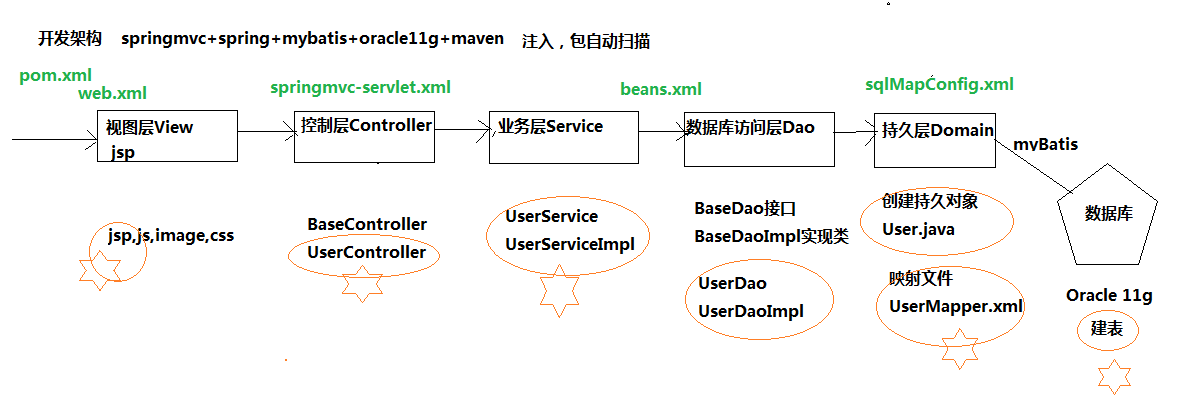 开发架构 springmvc+spring+mybatis+oracle11g+maven 注入，包自动扫描
pom.xml
web.xml
springmvc-servlet.xml
beans.xml
sqlMapConfig.xml
视图层View
jsp
控制层Controller
业务层Service
数据库访问层Dao
持久层Domain
myBatis
数据库
jsp,js,image,css
BaseController
UserController
UserService
UserServiceImpl
BaseDao接口
BaseDaoImpl实现类
UserDao
UserDaoImpl
创建持久对象
User.java
映射文件
UserMapper.xml
Oracle 11g
建表